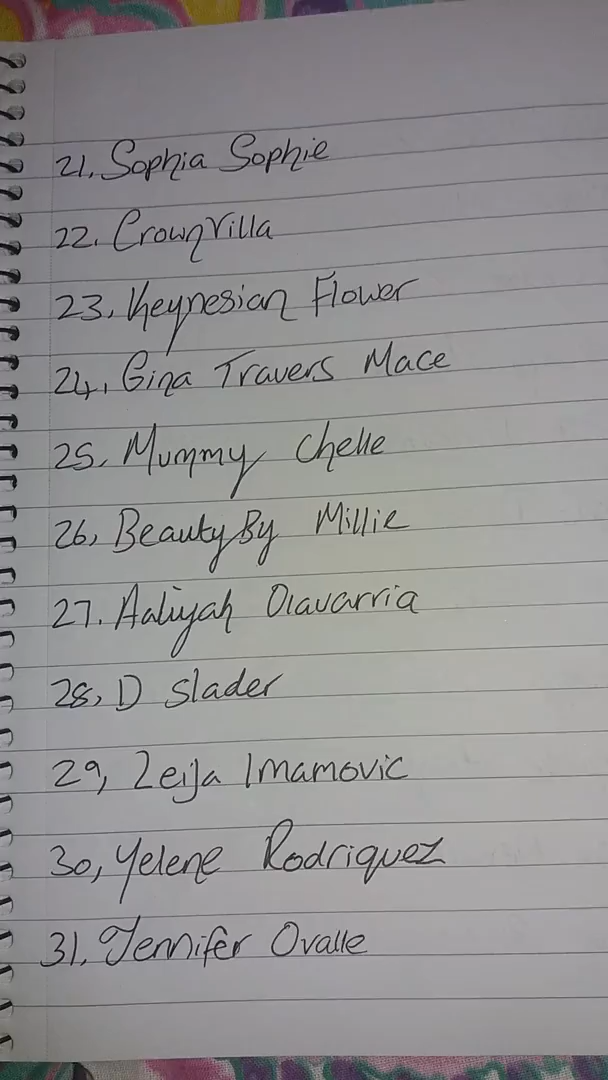 21, Sophia Sophie
22. CrownVilla
23. Keynesian Flower
24, Gina Travers Mace
25. Mummy Chelle
26, Beauty By Millie
27. Aaliyah Olavarria
28, D Slader
29, Zeija Imamovic
30, Yelene Rodriquez
31. Jennifer Ovalle